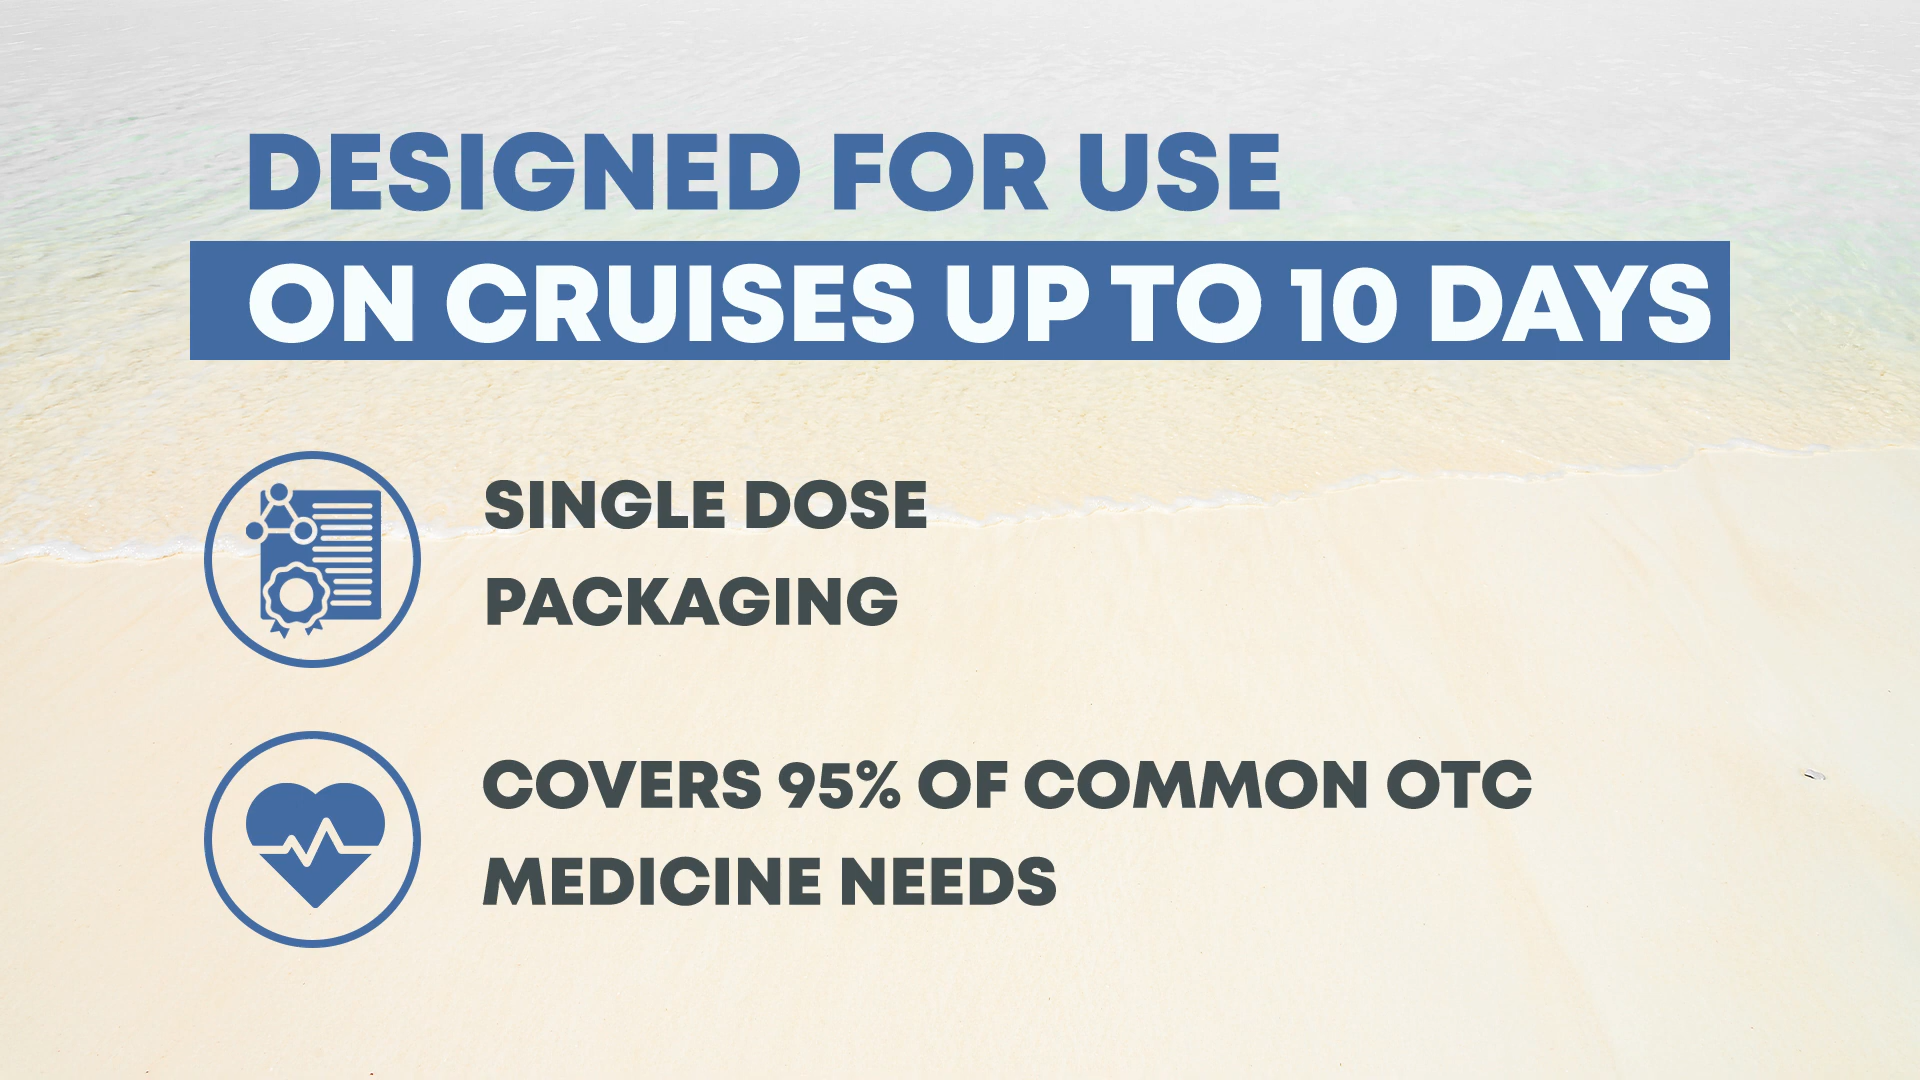 DESIGNED FOR USE
ON CRUISES UP TO 10 DAYS
SINGLE DOSE
PACKAGING
COVERS 95% OF COMMON OTC
MEDICINE NEEDS